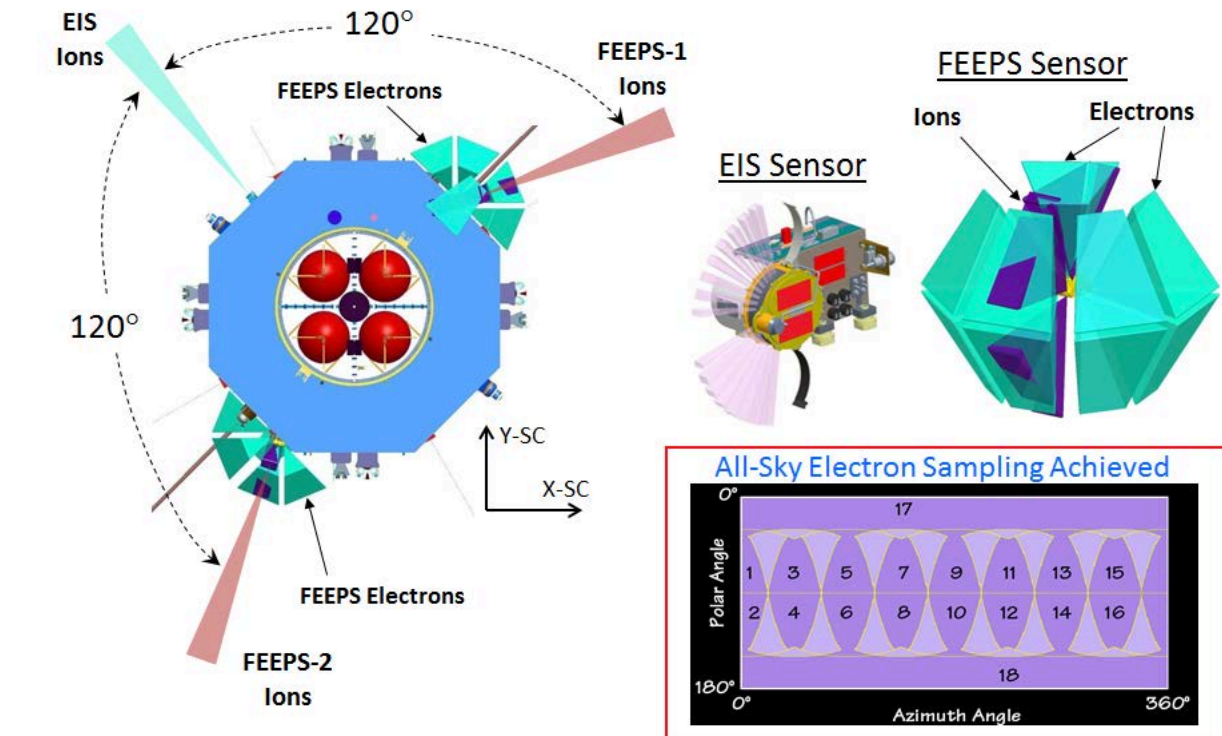 EIS
Ions
120°
FEEPS-1
Ions
FEEPS Electrons
120°
Y-SC
X-SC
FEEPS Electrons
FEEPS-2
Ions
FEEPS Sensor
Ions
Electrons
EIS Sensor
All-Sky Electron Sampling Achieved
0°
17
1 3 5 7 9 11 13 15
2 4 6 8 10 12 14 16
18
Polar Angle
180°
0°
360°
Azimuth Angle